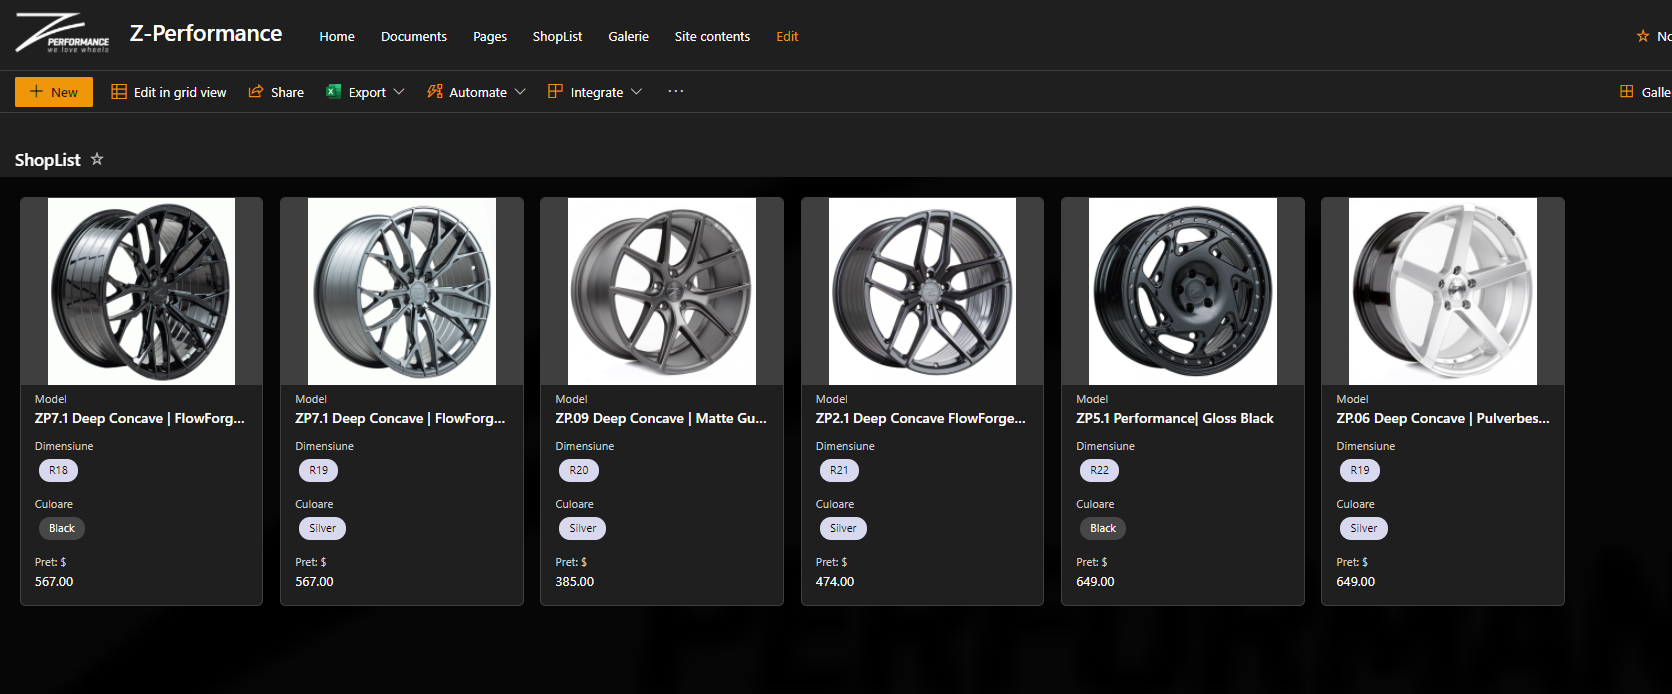 Z PERFORMANCE
we love wheels
Z-Performance
Home Documents Pages ShopList Galerie Site contents Edit
New Edit in grid view Share Export Automate Integrate ...
ShopList
Model
ZP7.1 Deep Concave | FlowForg...
Dimensiune
R18
Culoare
Black
Pret: $
567.00
Model
ZP7.1 Deep Concave | FlowForg...
Dimensiune
R19
Culoare
Silver
Pret: $
567.00
Model
ZP.09 Deep Concave | Matte Gu...
Dimensiune
R20
Culoare
Silver
Pret: $
385.00
Model
ZP2.1 Deep Concave FlowForge...
Dimensiune
R21
Culoare
Silver
Pret: $
474.00
Model
ZP5.1 Performance| Gloss Black
Dimensiune
R22
Culoare
Black
Pret: $
649.00
Model
ZP.06 Deep Concave | Pulverbes...
Dimensiune
R19
Culoare
Silver
Pret: $
649.00